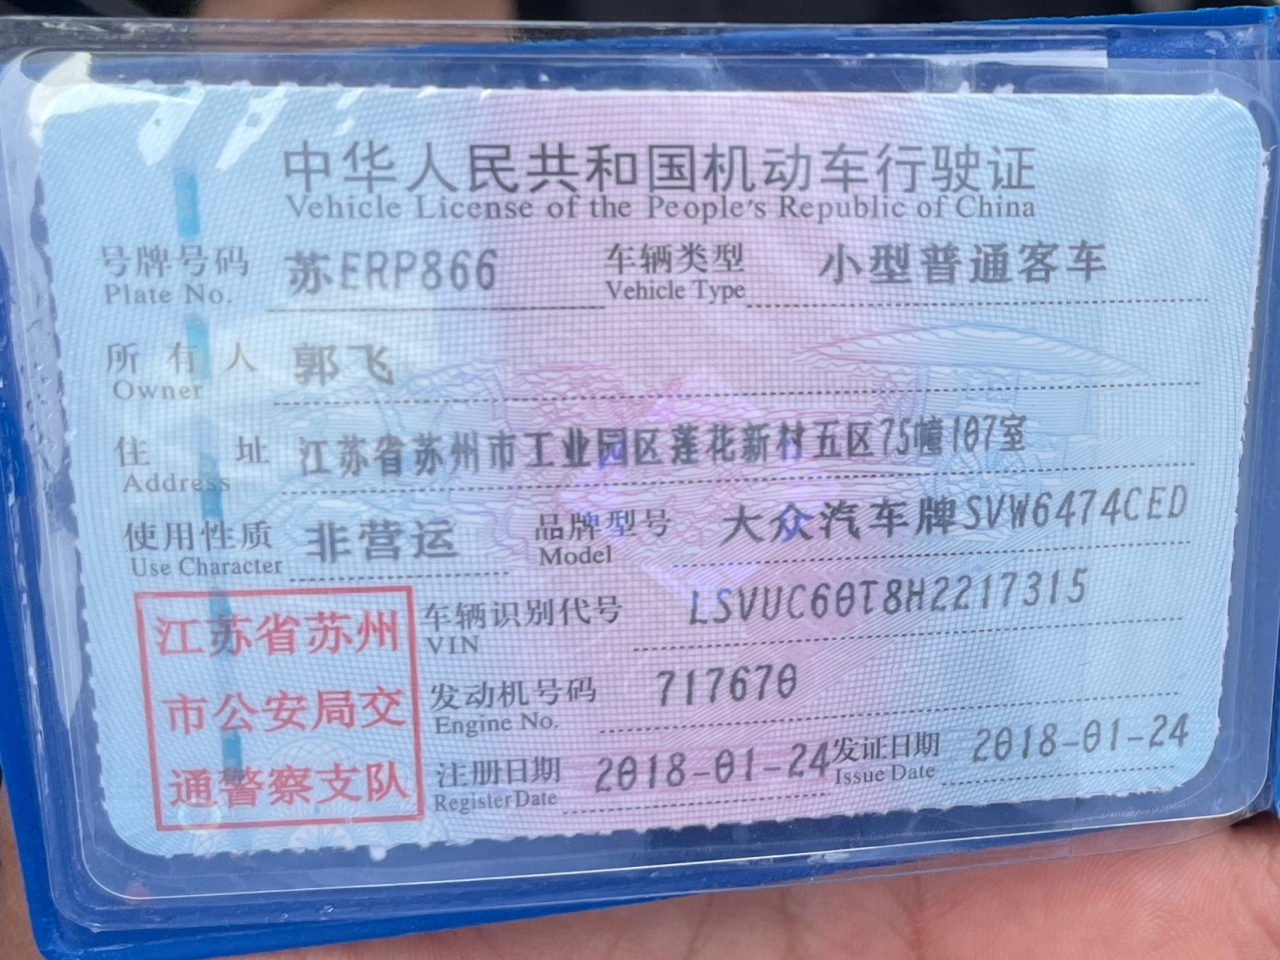 中华人民共和国机动车行驶证
Vehicle License of the People's Republic of China
号牌号码 苏ERP866 车辆类型 小型普通客车
Plate No. Vehicle Type
所有人 郭飞
Owner
住址 江苏省苏州市工业园区莲花新村五区75幢107室
Address
使用性质 非营运 品牌型号 大众汽车牌SVW6474CED
Use Character Model
江苏省苏州
市公安局交
通警察支队
车辆识别代号 LSVUC60T8H2217315
VIN
发动机号码 717670
Engine No.
注册日期 2018-01-24 发证日期 2018-01-24
Register Date Issue Date